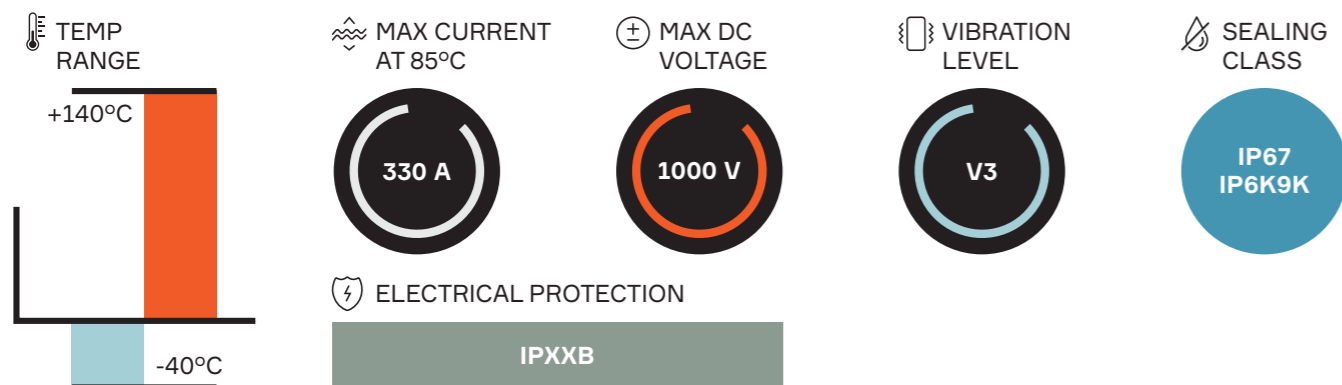 TEMP
RANGE
+140°C
-40°C
MAX CURRENT
AT 85°C
330 A
MAX DC
VOLTAGE
1000 V
VIBRATION
LEVEL
V3
SEALING
CLASS
IP67
IP6K9K
ELECTRICAL PROTECTION
IPXXB